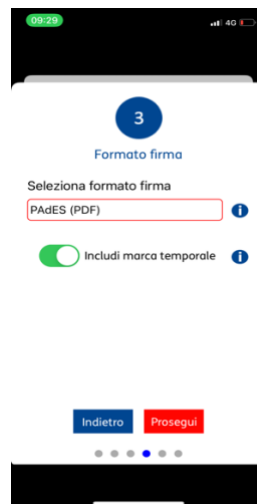 09:29
4G
3
Formato firma
Seleziona formato firma
PAdES (PDF)
i
Includi marca temporale
i
Indietro
Prosegui